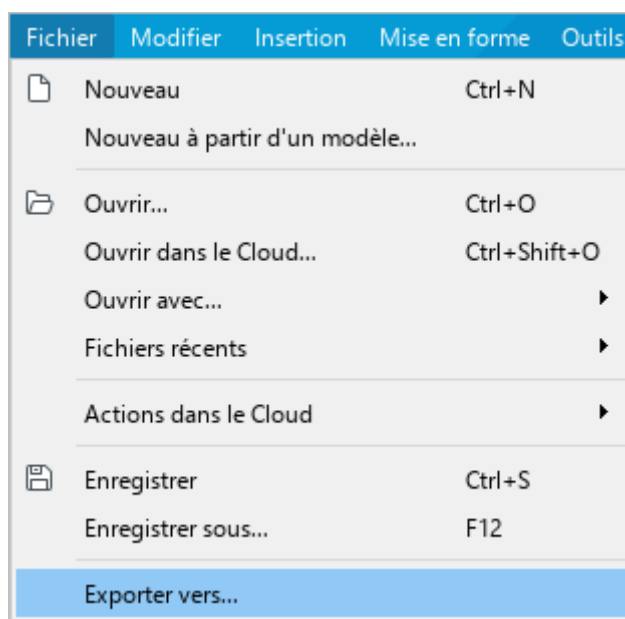 Fichier Modifier Insertion Mise en forme Outils
Nouveau Ctrl+N
Nouveau à partir d'un modèle...
Ouvrir... Ctrl+O
Ouvrir dans le Cloud... Ctrl+Shift+O
Ouvrir avec...
Fichiers récents
Actions dans le Cloud
Enregistrer Ctrl+S
Enregistrer sous... F12
Exporter vers...